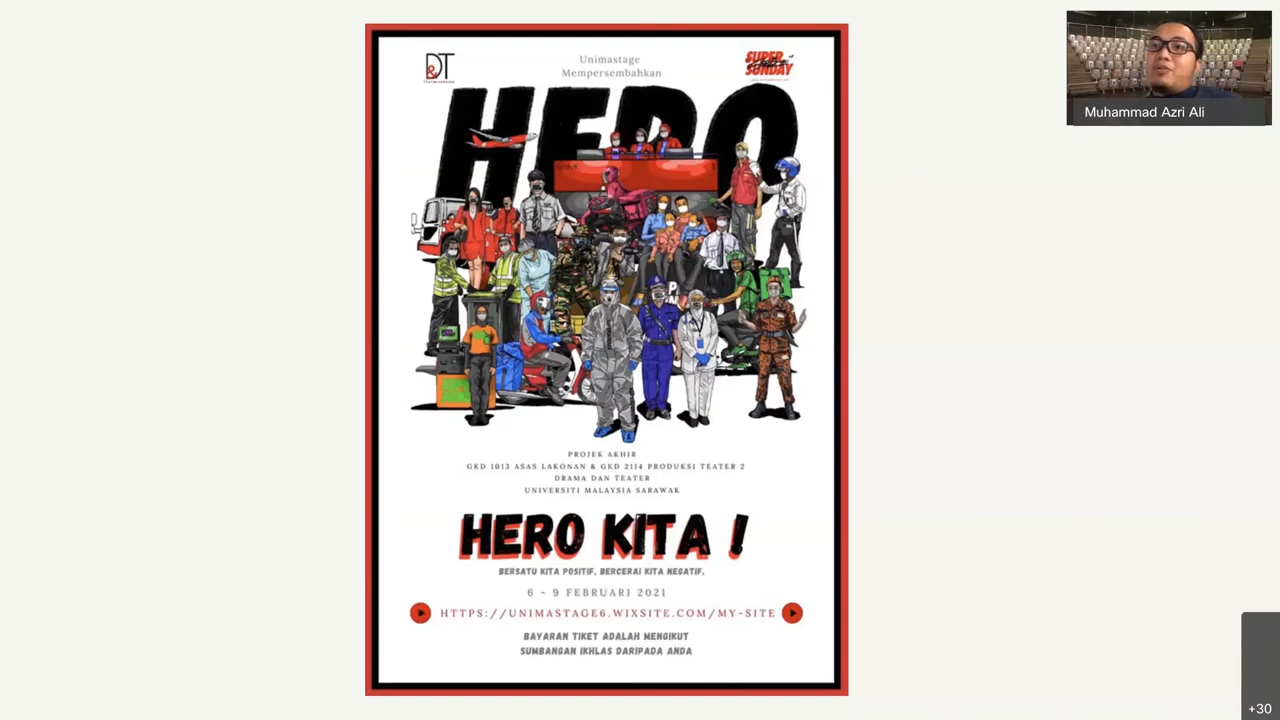 D&T
Unimastage
Mempersembahkan
SUPER
SUNDAY
HERO
PROJEK AKHIR
GKD 1013 ASAS LAKONAN & GKD 2114 PRODUKSI TEATER 2
DRAMA DAN TEATER
UNIVERSITI MALAYSIA SARAWAK
HERO KITA !
BERSATU KITA POSITIF, BERCERAI KITA NEGATIF.
6 - 9 FEBRUARI 2021
HTTPS://UNIMASTAGE6.WIXSITE.COM/MY-SITE
BAYARAN TIKET ADALAH MENGIKUT
SUMBANGAN IKHLAS DARIPADA ANDA
Muhammad Azri Ali
+30